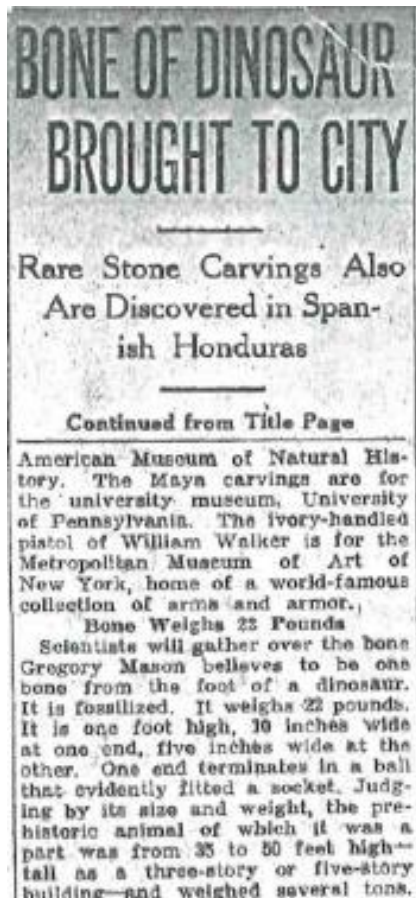 BONE OF DINOSAUR
BROUGHT TO CITY
Rare Stone Carvings Also
Are Discovered in Span-
ish Honduras
Continued from Title Page
American Museum of Natural His-
tory. The Maya carvings are for
the university museum, University
of Pennsylvania. The ivory-handled
pistol of William Walker is for the
Metropolitan Museum of Art of
New York, home of a world-famous
collection of arms and armor.
Bone Weighs 22 Pounds
Scientists will gather over the bone
Gregory Mason believes to be one
bone from the foot of a dinosaur.
It is fossilized. It weighs 22 pounds.
It is one foot high, 10 inches wide
at one end, five inches wide at the
other. One end terminates in a ball
that evidently fitted a socket. Judg-
ing by its size and weight, the pre-
historic animal of which it was a
part was from 35 to 50 feet high—
tall as a three-story or five-story
building—and weighed several tons.